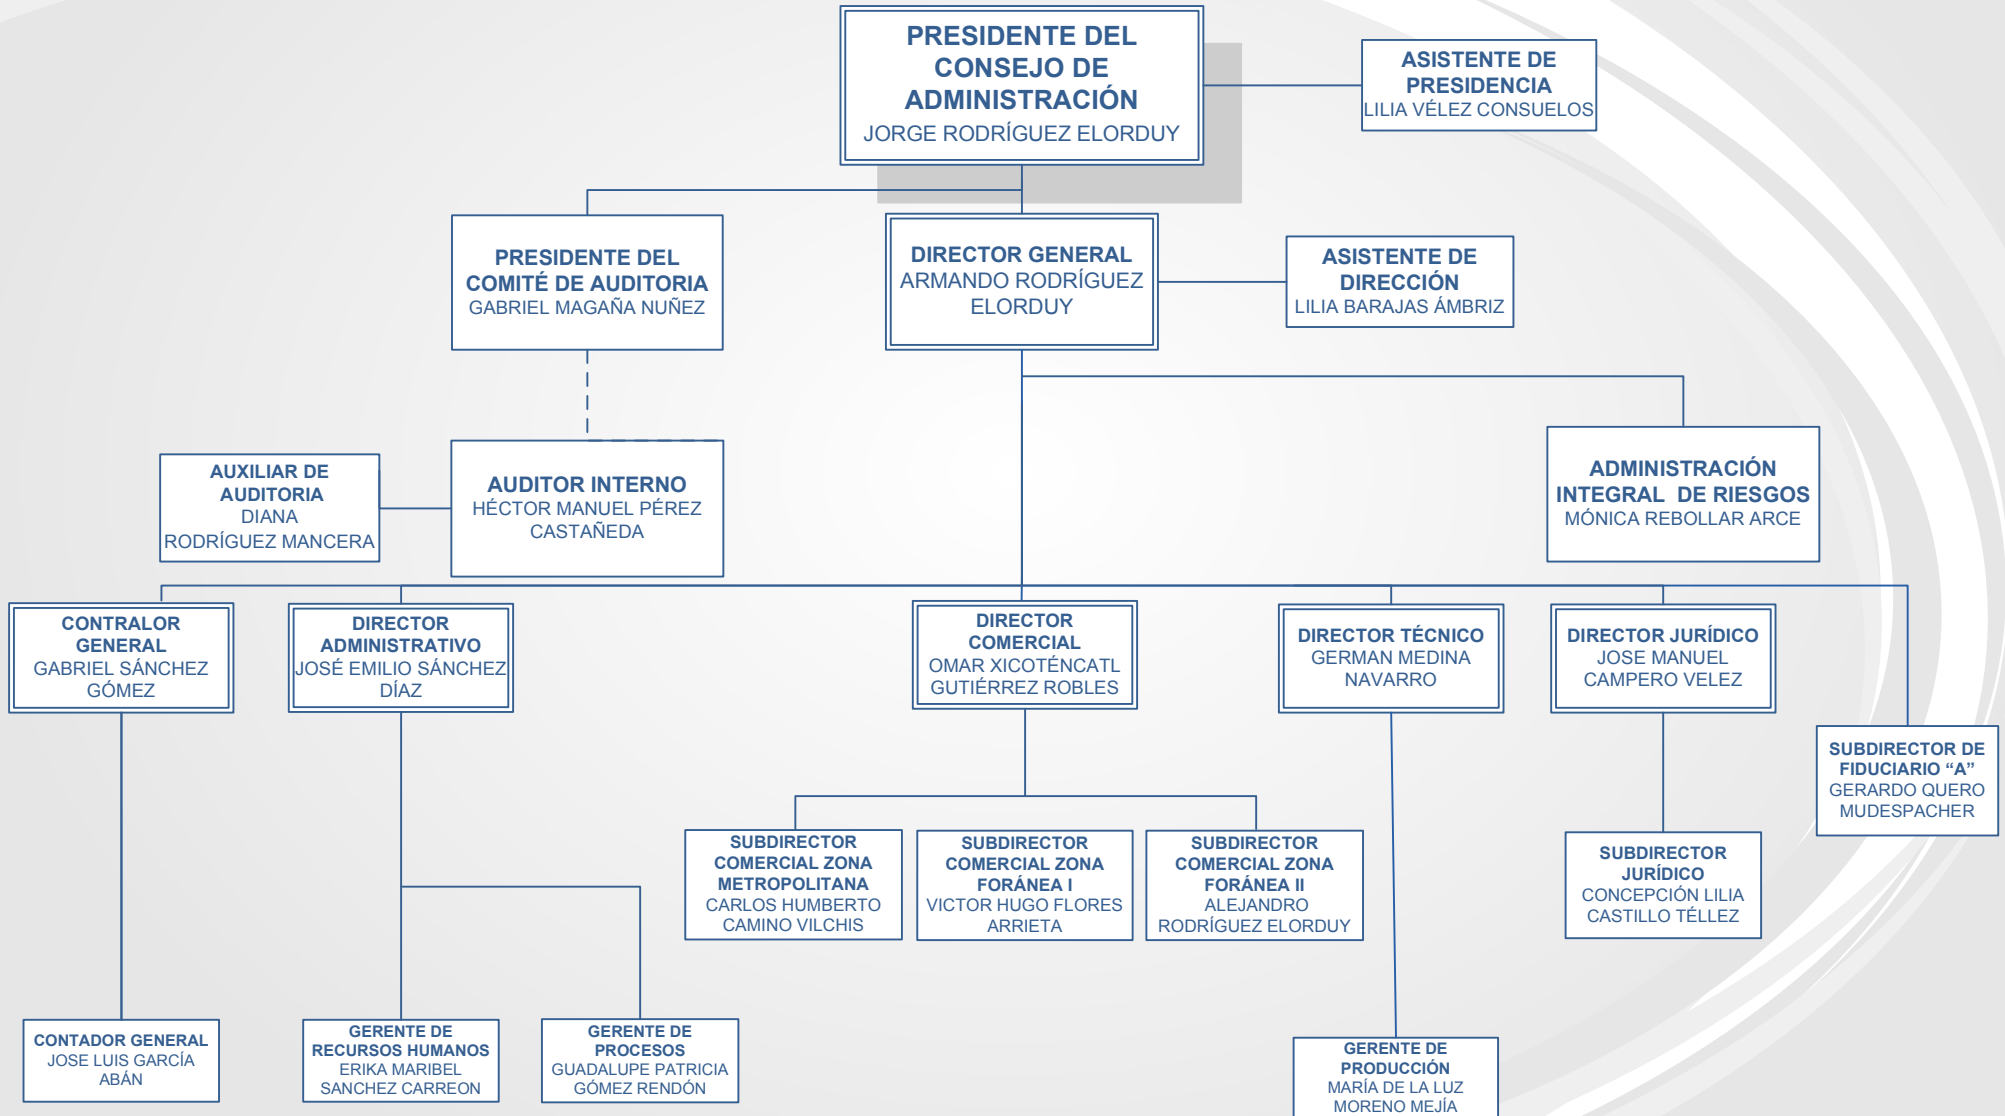 PRESIDENTE DEL
CONSEJO DE
ADMINISTRACIÓN
JORGE RODRÍGUEZ ELORDUY
ASISTENTE DE
PRESIDENCIA
LILIA VÉLEZ CONSUELOS
PRESIDENTE DEL
COMITÉ DE AUDITORIA
GABRIEL MAGAÑA NUÑEZ
DIRECTOR GENERAL
ARMANDO RODRÍGUEZ
ELORDUY
ASISTENTE DE
DIRECCIÓN
LILIA BARAJAS ÁMBRIZ
AUXILIAR DE
AUDITORIA
DIANA
RODRÍGUEZ MANCERA
AUDITOR INTERNO
HÉCTOR MANUEL PÉREZ
CASTAÑEDA
ADMINISTRACIÓN
INTEGRAL DE RIESGOS
MÓNICA REBOLLAR ARCE
CONTRALOR
GENERAL
GABRIEL SÁNCHEZ
GÓMEZ
DIRECTOR
ADMINISTRATIVO
JOSÉ EMILIO SÁNCHEZ
DÍAZ
DIRECTOR
COMERCIAL
OMAR XICOTÉNCATL
GUTIÉRREZ ROBLES
DIRECTOR TÉCNICO
GERMAN MEDINA
NAVARRO
DIRECTOR JURÍDICO
JOSE MANUEL
CAMPERO VELEZ
SUBDIRECTOR DE
FIDUCIARIO “A”
GERARDO QUERO
MUDESPACHER
SUBDIRECTOR
COMERCIAL ZONA
METROPOLITANA
CARLOS HUMBERTO
CAMINO VILCHIS
SUBDIRECTOR
COMERCIAL ZONA
FORÁNEA I
VICTOR HUGO FLORES
ARRIETA
SUBDIRECTOR
COMERCIAL ZONA
FORÁNEA II
ALEJANDRO
RODRÍGUEZ ELORDUY
SUBDIRECTOR
JURÍDICO
CONCEPCIÓN LILIA
CASTILLO TÉLLEZ
CONTADOR GENERAL
JOSE LUIS GARCÍA
ABÁN
GERENTE DE
RECURSOS HUMANOS
ERIKA MARIBEL
SANCHEZ CARREON
GERENTE DE
PROCESOS
GUADALUPE PATRICIA
GÓMEZ RENDÓN
GERENTE DE
PRODUCCIÓN
MARÍA DE LA LUZ
MORENO MEJÍA